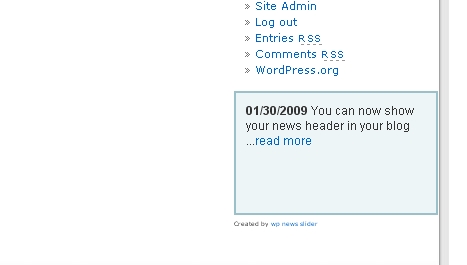 » Site Admin
» Log out
» Entries RSS
» Comments RSS
» WordPress.org
01/30/2009 You can now show
your news header in your blog
...read more
Created by wp news slider